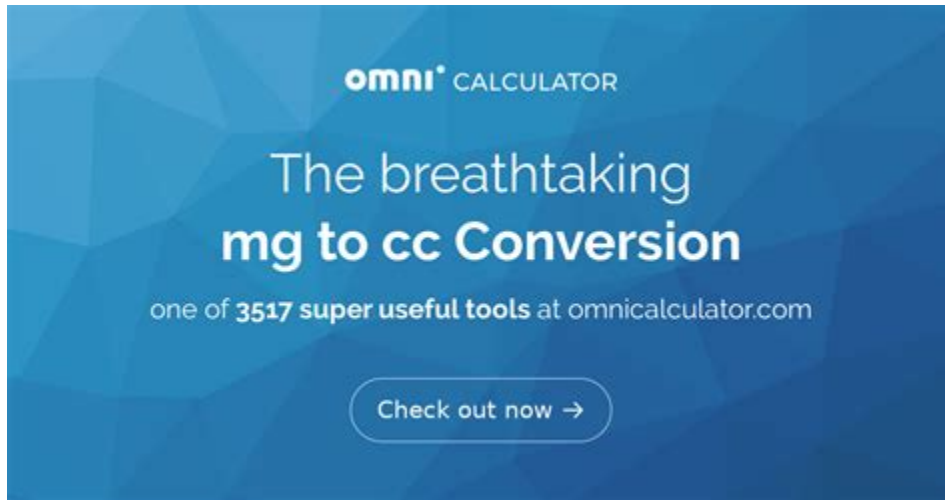 omni CALCULATOR
The breathtaking
mg to cc Conversion
one of 3517 super useful tools at omnicalculator.com
Check out now →